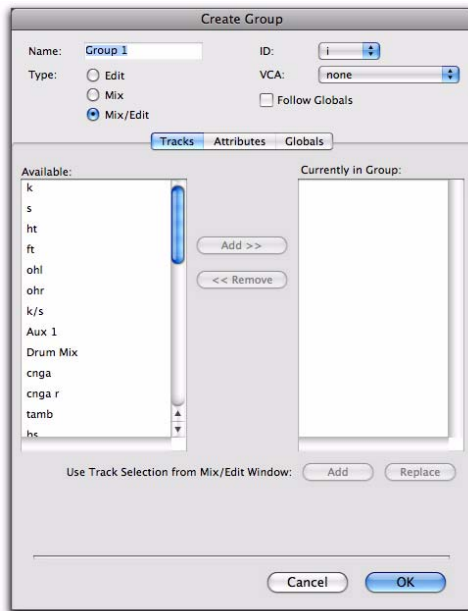 Create Group
Name: Group 1 ID: i
Type: Edit VCA: none
Mix Follow Globals
Mix/Edit
Tracks Attributes Globals
Available: Currently in Group:
k
s
ht
ft
ohl
ohr
k/s
Aux 1
Drum Mix
cnga
cnga r
tamb
Add >>
<< Remove
Use Track Selection from Mix/Edit Window: Add Replace
Cancel OK